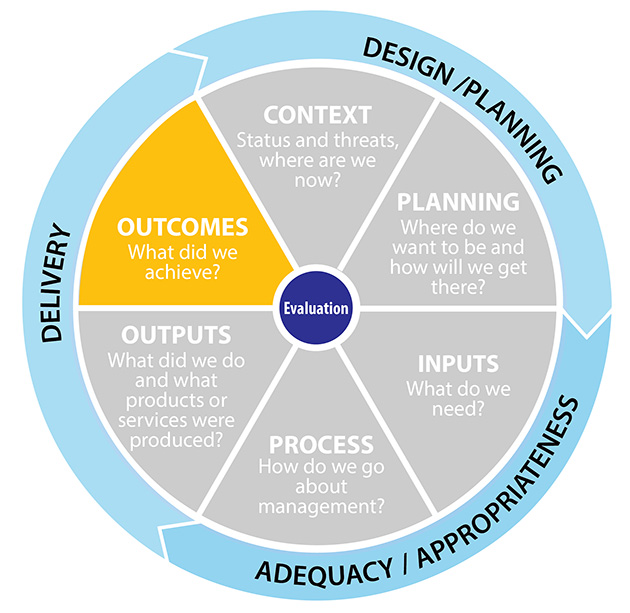 DESIGN /PLANNING
CONTEXT
Status and threats,
where are we
now?
PLANNING
Where do we
want to be and
how will we get
there?
OUTCOMES
What did we
achieve?
DELIVERY
Evaluation
OUTPUTS
What did we do
and what
products or
services were
produced?
INPUTS
What do we
need?
PROCESS
How do we go
about
management?
ADEQUACY / APPROPRIATENESS